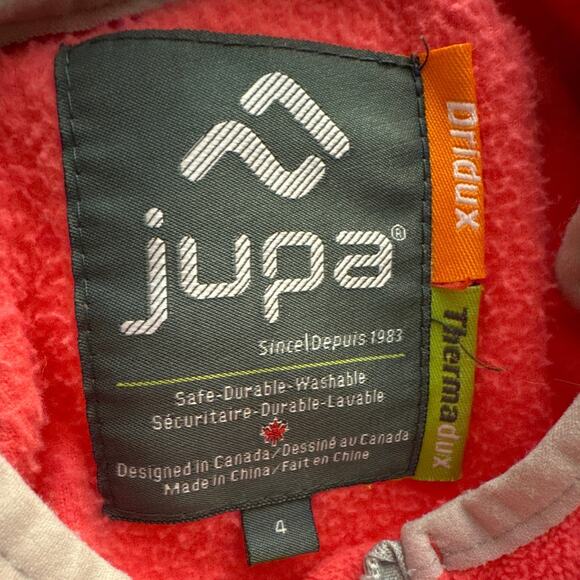 jupa®
Since|Depuis 1983
Safe-Durable-Washable
Sécuritaire-Durable-Lavable
Designed in Canada/Dessiné au Canada
Made in China/Fait en Chine
4
Dridux
Thermadux